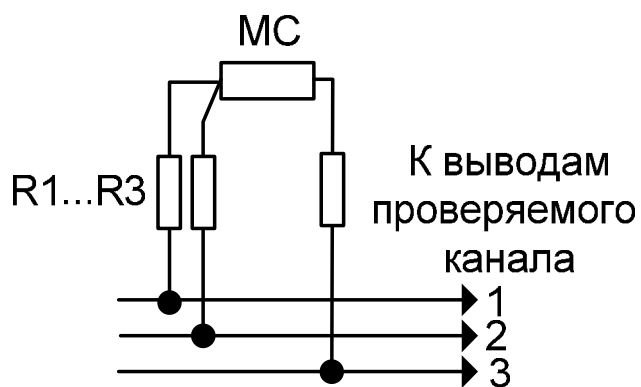 МС
R1...R3
К выводам
проверяемого
канала
1
2
3